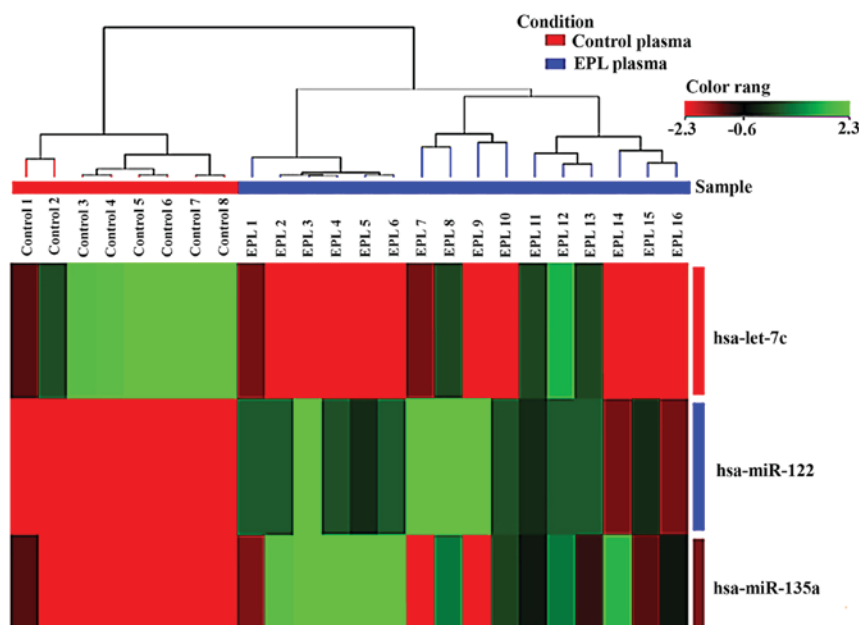 Condition
Control plasma
EPL plasma
Color rang
-2.3 -0.6 2.3
Sample
Control 1
Control 2
Control 3
Control 4
Control 5
Control 6
Control 7
Control 8
EPL 1
EPL 2
EPL 3
EPL 4
EPL 5
EPL 6
EPL 7
EPL 8
EPL 9
EPL 10
EPL 11
EPL 12
EPL 13
EPL 14
EPL 15
EPL 16
hsa-let-7c
hsa-miR-122
hsa-miR-135a